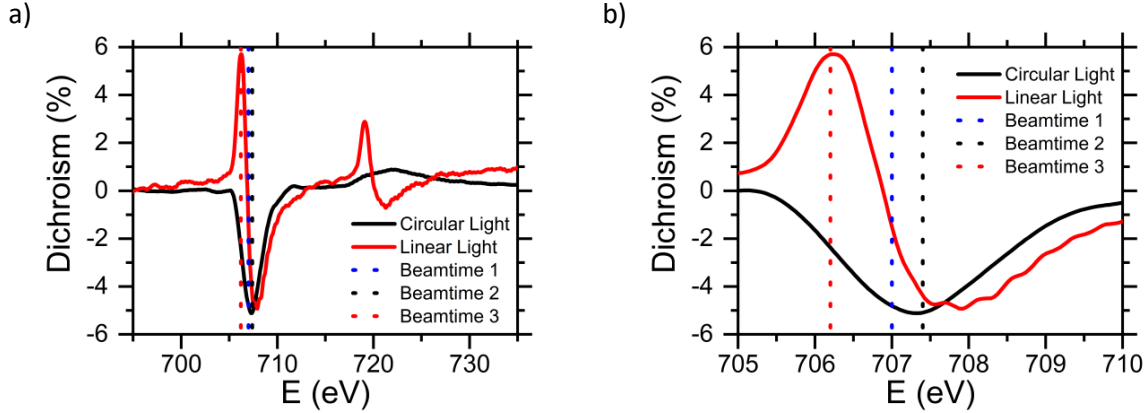 a)
6
4
2
0
-2
-4
-6
Dichroism (%)
700
710
720
730
E (eV)
Circular Light
Linear Light
Beamtime 1
Beamtime 2
Beamtime 3
b)
6
4
2
0
-2
-4
-6
Dichroism (%)
705
706
707
708
709
710
E (eV)
Circular Light
Linear Light
Beamtime 1
Beamtime 2
Beamtime 3